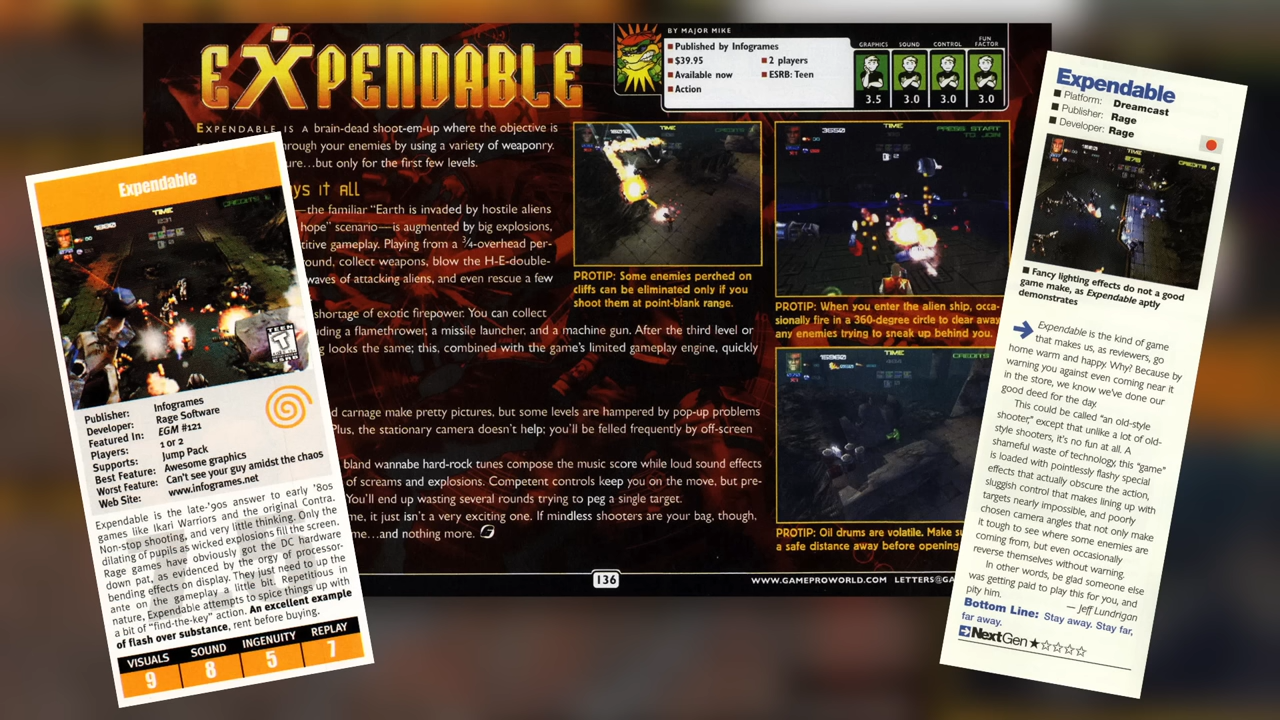 EXPENDABLE
BY MAJOR MIKE
Published by Infogrames
$39.95
2 players
Available now
ESRB: Teen
Action
GRAPHICS
SOUND
CONTROL
FUN FACTOR
3.5
3.0
3.0
3.0
EXPENDABLE IS A brain-dead shoot-em-up where the objective is
through your enemies by using a variety of weaponry.
but only for the first few levels.
IT ALL
—the familiar “Earth is invaded by hostile aliens
hope” scenario—is augmented by big explosions,
gameplay. Playing from a ¾-overhead per-
collect weapons, blow the H-E-double-
waves of attacking aliens, and even rescue a few
shortage of exotic firepower. You can collect
a flamethrower, a missile launcher, and a machine gun. After the third level or
looks the same; this, combined with the game's limited gameplay engine, quickly
carnage make pretty pictures, but some levels are hampered by pop-up problems
Plus, the stationary camera doesn't help; you'll be felled frequently by off-screen
bland wannabe hard-rock tunes compose the music score while loud sound effects
of screams and explosions. Competent controls keep you on the move, but pre-
You'll end up wasting several rounds trying to peg a single target.
it just isn't a very exciting one. If mindless shooters are your bag, though,
…and nothing more.
TIME
CREDITS
PROTIP: Some enemies perched on
cliffs can be eliminated only if you
shoot them at point-blank range.
3650
TIME
PRESS START
TO JOIN
PROTIP: When you enter the alien ship, occa-
sionally fire in a 360-degree circle to clear away
any enemies trying to sneak up behind you.
TIME
CREDITS
PROTIP: Oil drums are volatile. Make
a safe distance away before opening
136
WWW.GAMEPROWORLD.COM
Expendable
TIME
CREDITS
TEEN
Publisher: Infogrames
Developer: Rage Software
Featured In: EGM #121
Players: 1 or 2
Supports: Jump Pack
Best Feature: Awesome graphics
Worst Feature: Can't see your guy amidst the chaos
Web Site: www.infogrames.net
Expendable is the late-'90s answer to early '80s
games like Ikari Warriors and the original Contra.
Non-stop shooting, and very little thinking. Only the
dilating of pupils as wicked explosions fill the screen.
Rage games have obviously got the DC hardware
down pat, as evidenced by the orgy of processor-
bending effects on display. They just need to up the
ante on the gameplay a little bit. Repetitious in
nature, Expendable attempts to spice things up with
a bit of "find-the-key" action. An excellent example
of flash over substance, rent before buying.
VISUALS
SOUND
INGENUITY
REPLAY
9
8
5
7
Expendable
Platform: Dreamcast
Publisher: Rage
Developer: Rage
TIME
CREDITS 4
Fancy lighting effects do not a good
game make, as Expendable aptly
demonstrates
Expendable is the kind of game
that makes us, as reviewers, go
home warm and happy. Why? Because by
warning you against even coming near it
in the store, we know we've done our
good deed for the day.
This could be called "an old-style
shooter," except that unlike a lot of old-
style shooters, it's no fun at all. A
shameful waste of technology, this "game"
is loaded with pointlessly flashy special
effects that actually obscure the action,
sluggish control that makes lining up with
targets nearly impossible, and poorly
chosen camera angles that not only make
it tough to see where some enemies are
coming from, but even occasionally
reverse themselves without warning.
In other words, be glad someone else
was getting paid to play this for you, and
pity him.
— Jeff Lundrigan
Bottom Line: Stay away. Stay far,
far away.
NextGen